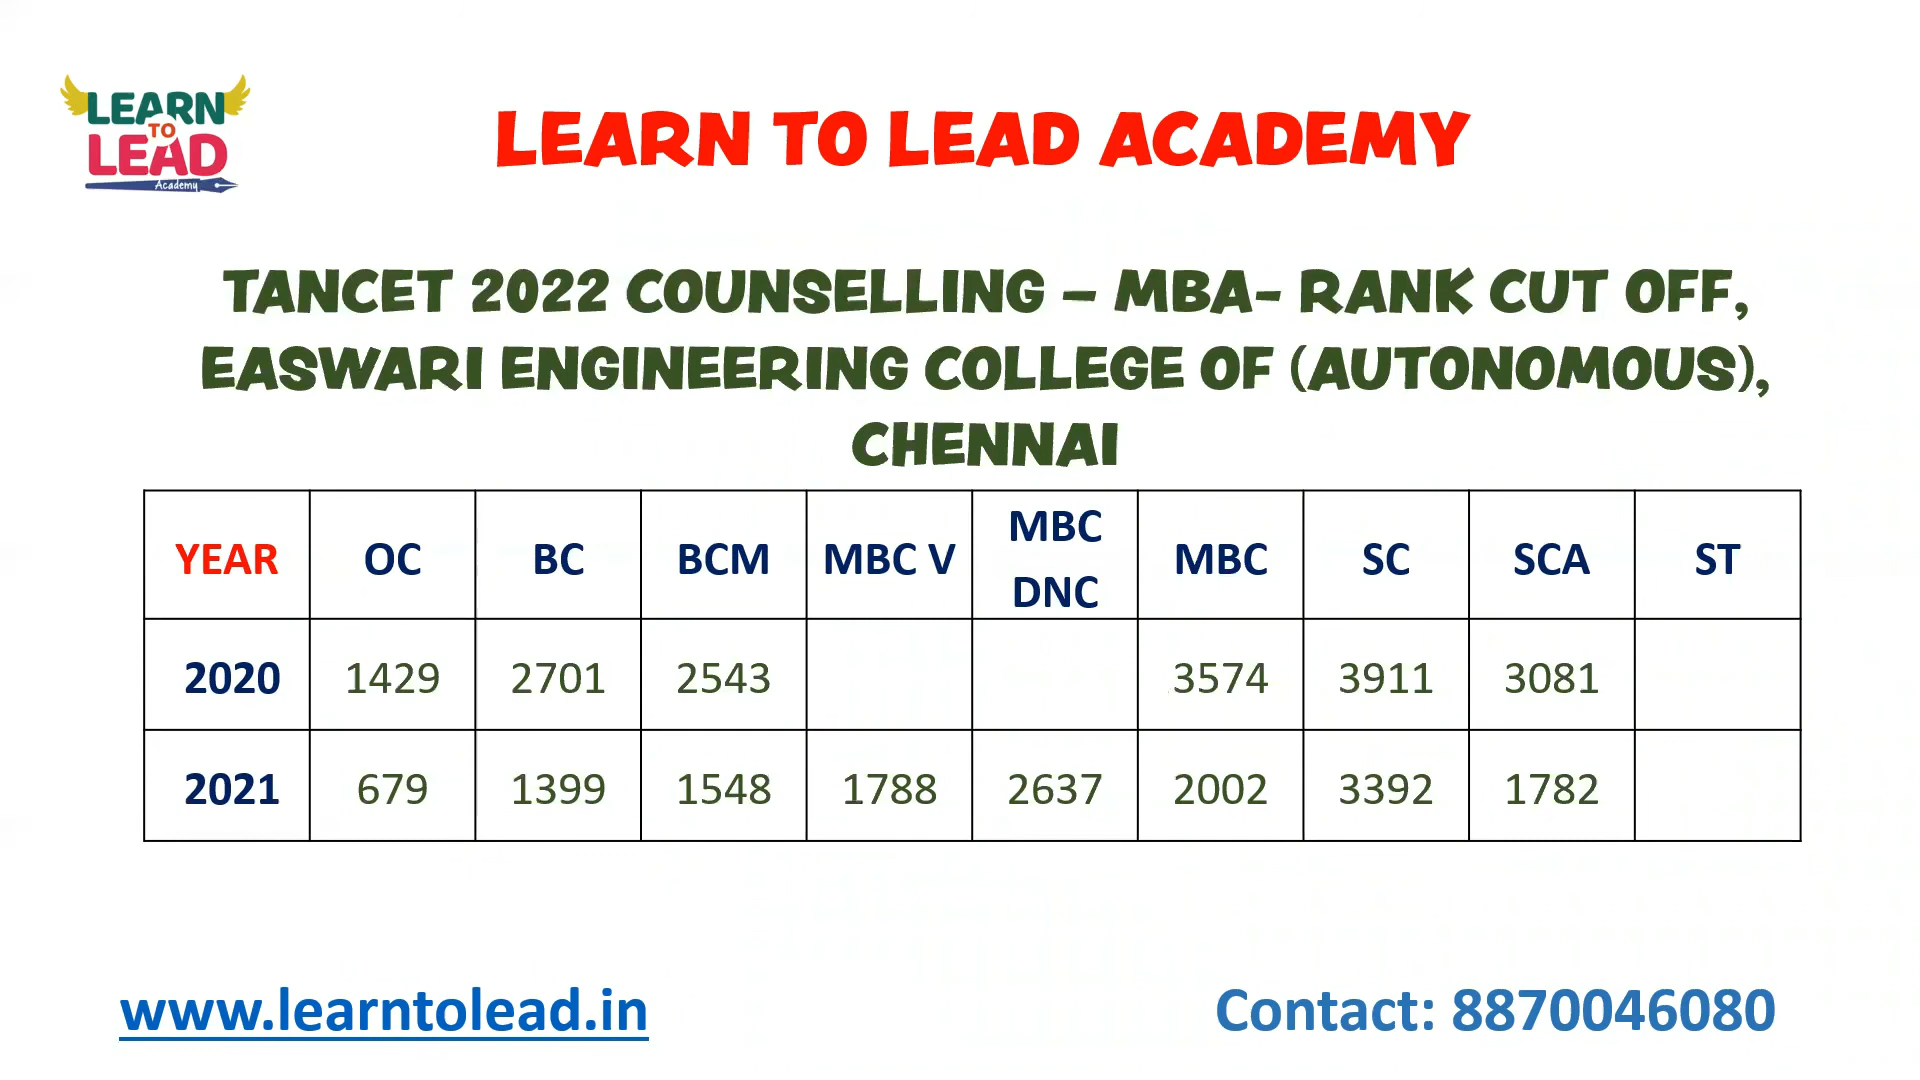 LEARN
TO
LEAD
Academy
LEARN TO LEAD ACADEMY
TANCET 2022 COUNSELLING – MBA- RANK CUT OFF,
EASWARI ENGINEERING COLLEGE OF (AUTONOMOUS),
CHENNAI
YEAR OC BC BCM MBC V MBC DNC MBC SC SCA ST
2020 1429 2701 2543 3574 3911 3081
2021 679 1399 1548 1788 2637 2002 3392 1782
www.learntolead.in Contact: 8870046080